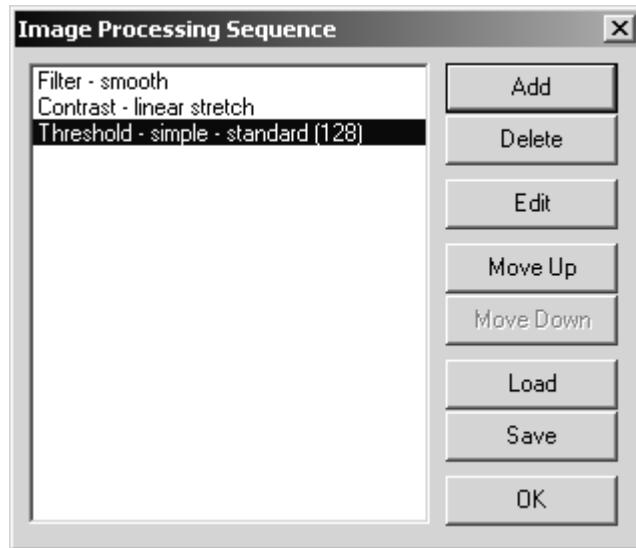 Image Processing Sequence
Filter - smooth
Contrast - linear stretch
Threshold - simple - standard (128)
Add
Delete
Edit
Move Up
Move Down
Load
Save
OK